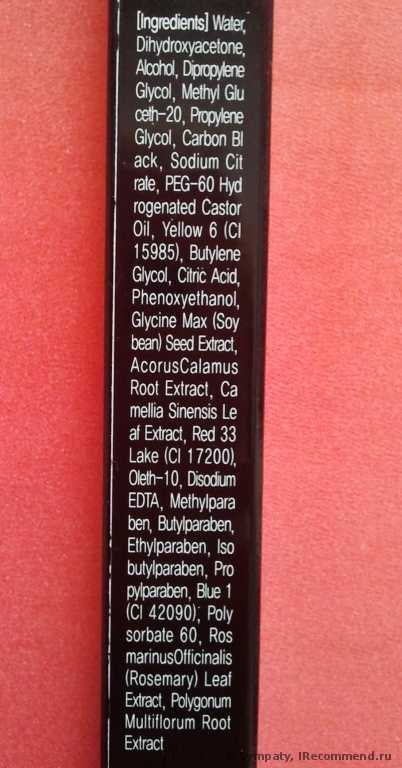 [Ingredients] Water,
Dihydroxyacetone,
Alcohol, Dipropylene
Glycol, Methyl Glu
ceth-20, Propylene
Glycol, Carbon Bl
ack, Sodium Cit
rate, PEG-60 Hyd
rogenated Castor
Oil, Yellow 6 (CI
15985), Butylene
Glycol, Citric Acid,
Phenoxyethanol,
Glycine Max (Soy
bean) Seed Extract,
AcorusCalamus
Root Extract, Ca
mellia Sinensis Le
af Extract, Red 33
Lake (CI 17200),
Oleth-10, Disodium
EDTA, Methylpara
ben, Butylparaben,
Ethylparaben, Iso
butylparaben, Pro
pylparaben, Blue 1
(CI 42090), Poly
sorbate 60, Ros
marinusOfficinalis
(Rosemary) Leaf
Extract, Polygonum
Multiflorum Root
Extract
IRecommend.ru